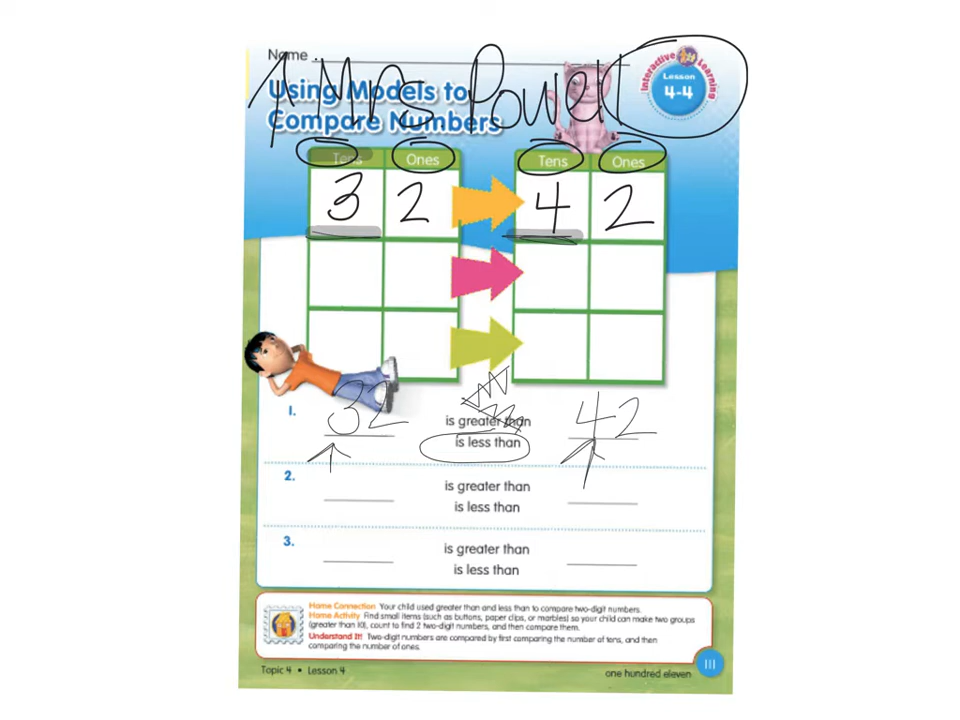 Name Mrs Powell
Interactive Learning
Lesson
4-4
Using Models to
Compare Numbers
Tens Ones Tens Ones
3 2 4 2
1. 32 is greater than 42
is less than
2. is greater than
is less than
3. is greater than
is less than
Home Connection Your child used greater than and less than to compare two-digit numbers.
Home Activity Find small items (such as buttons, paper clips, or marbles) so your child can make two groups
(greater than 10), count to find 2 two-digit numbers, and then compare them.
Understand It! Two-digit numbers are compared by first comparing the number of tens, and then
comparing the number of ones.
Topic 4 • Lesson 4
one hundred eleven
111